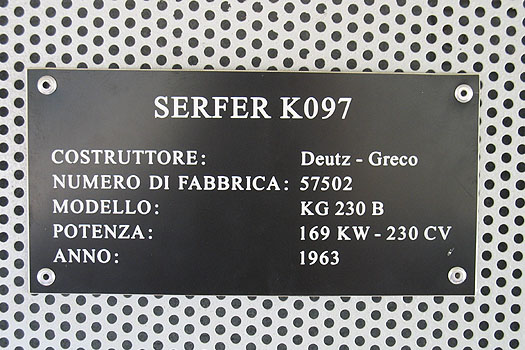 SERFER K097
COSTRUTTORE: Deutz - Greco
NUMERO DI FABBRICA: 57502
MODELLO: KG 230 B
POTENZA: 169 KW - 230 CV
ANNO: 1963